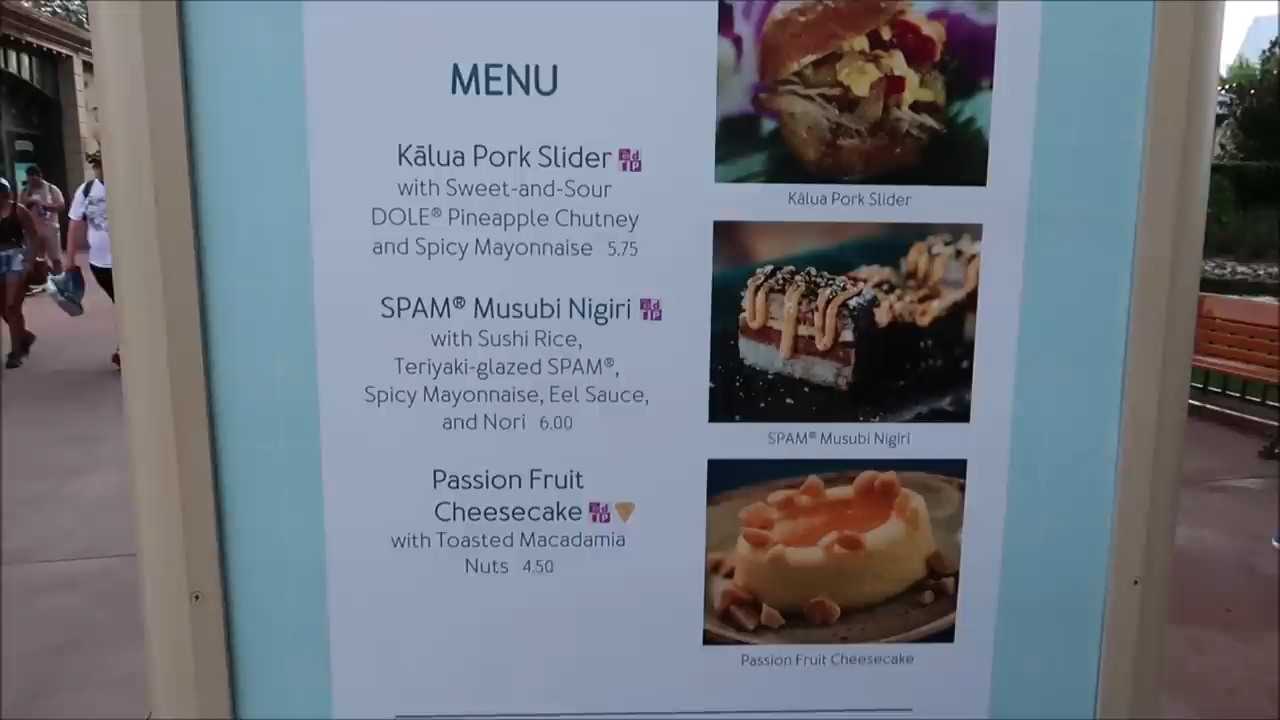 MENU
Kālua Pork Slider
with Sweet-and-Sour
DOLE® Pineapple Chutney
and Spicy Mayonnaise 5.75
SPAM® Musubi Nigiri
with Sushi Rice,
Teriyaki-glazed SPAM®,
Spicy Mayonnaise, Eel Sauce,
and Nori 6.00
Passion Fruit
Cheesecake
with Toasted Macadamia
Nuts 4.50
Kālua Pork Slider
SPAM® Musubi Nigiri
Passion Fruit Cheesecake